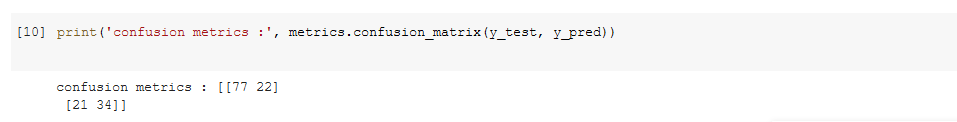 [10] print('confusion metrics :', metrics.confusion_matrix(y_test, y_pred))
confusion metrics : [[77 22]
[21 34]]